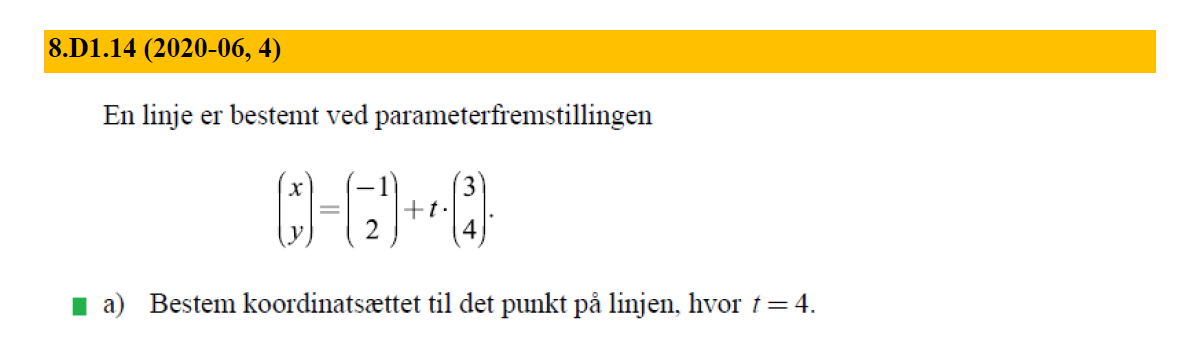 8.D1.14 (2020-06, 4)
En linje er bestemt ved parameterfremstillingen
(x y) = (−1 2) + t · (3 4).
a) Bestem koordinatsættet til det punkt på linjen, hvor t = 4.